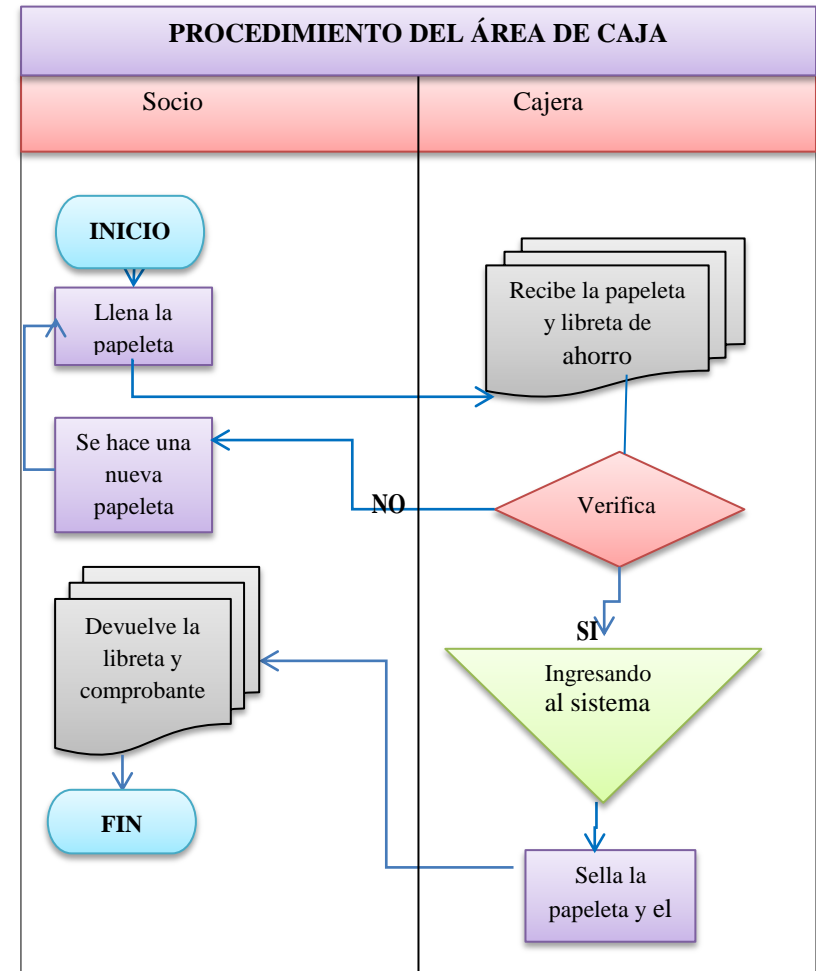 PROCEDIMIENTO DEL ÁREA DE CAJA
Socio
Cajera
INICIO
Llena la
papeleta
Recibe la papeleta
y libreta de
ahorro
Se hace una
nueva
papeleta
NO
Verifica
SI
Devuelve la
libreta y
comprobante
Ingresando
al sistema
FIN
Sella la
papeleta y el